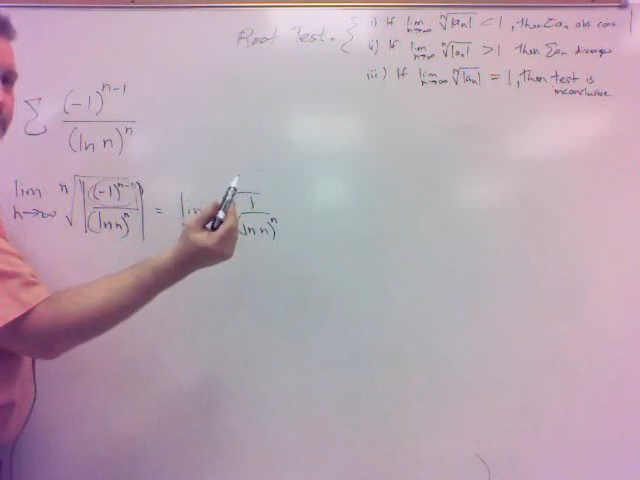 Root Test. { i) If lim n→∞ ⁿ√|aₙ| < 1, then Σaₙ abs conv
ii) If lim n→∞ ⁿ√|aₙ| > 1 then Σaₙ diverge
iii) If lim n→∞ ⁿ√|aₙ| = 1, then test is
inconclusive
Σ (-1)ⁿ⁻¹ / (ln n)ⁿ
lim n→∞ ⁿ√|(-1)ⁿ⁻¹ / (ln n)ⁿ| = lim √1 / (ln n)ⁿ